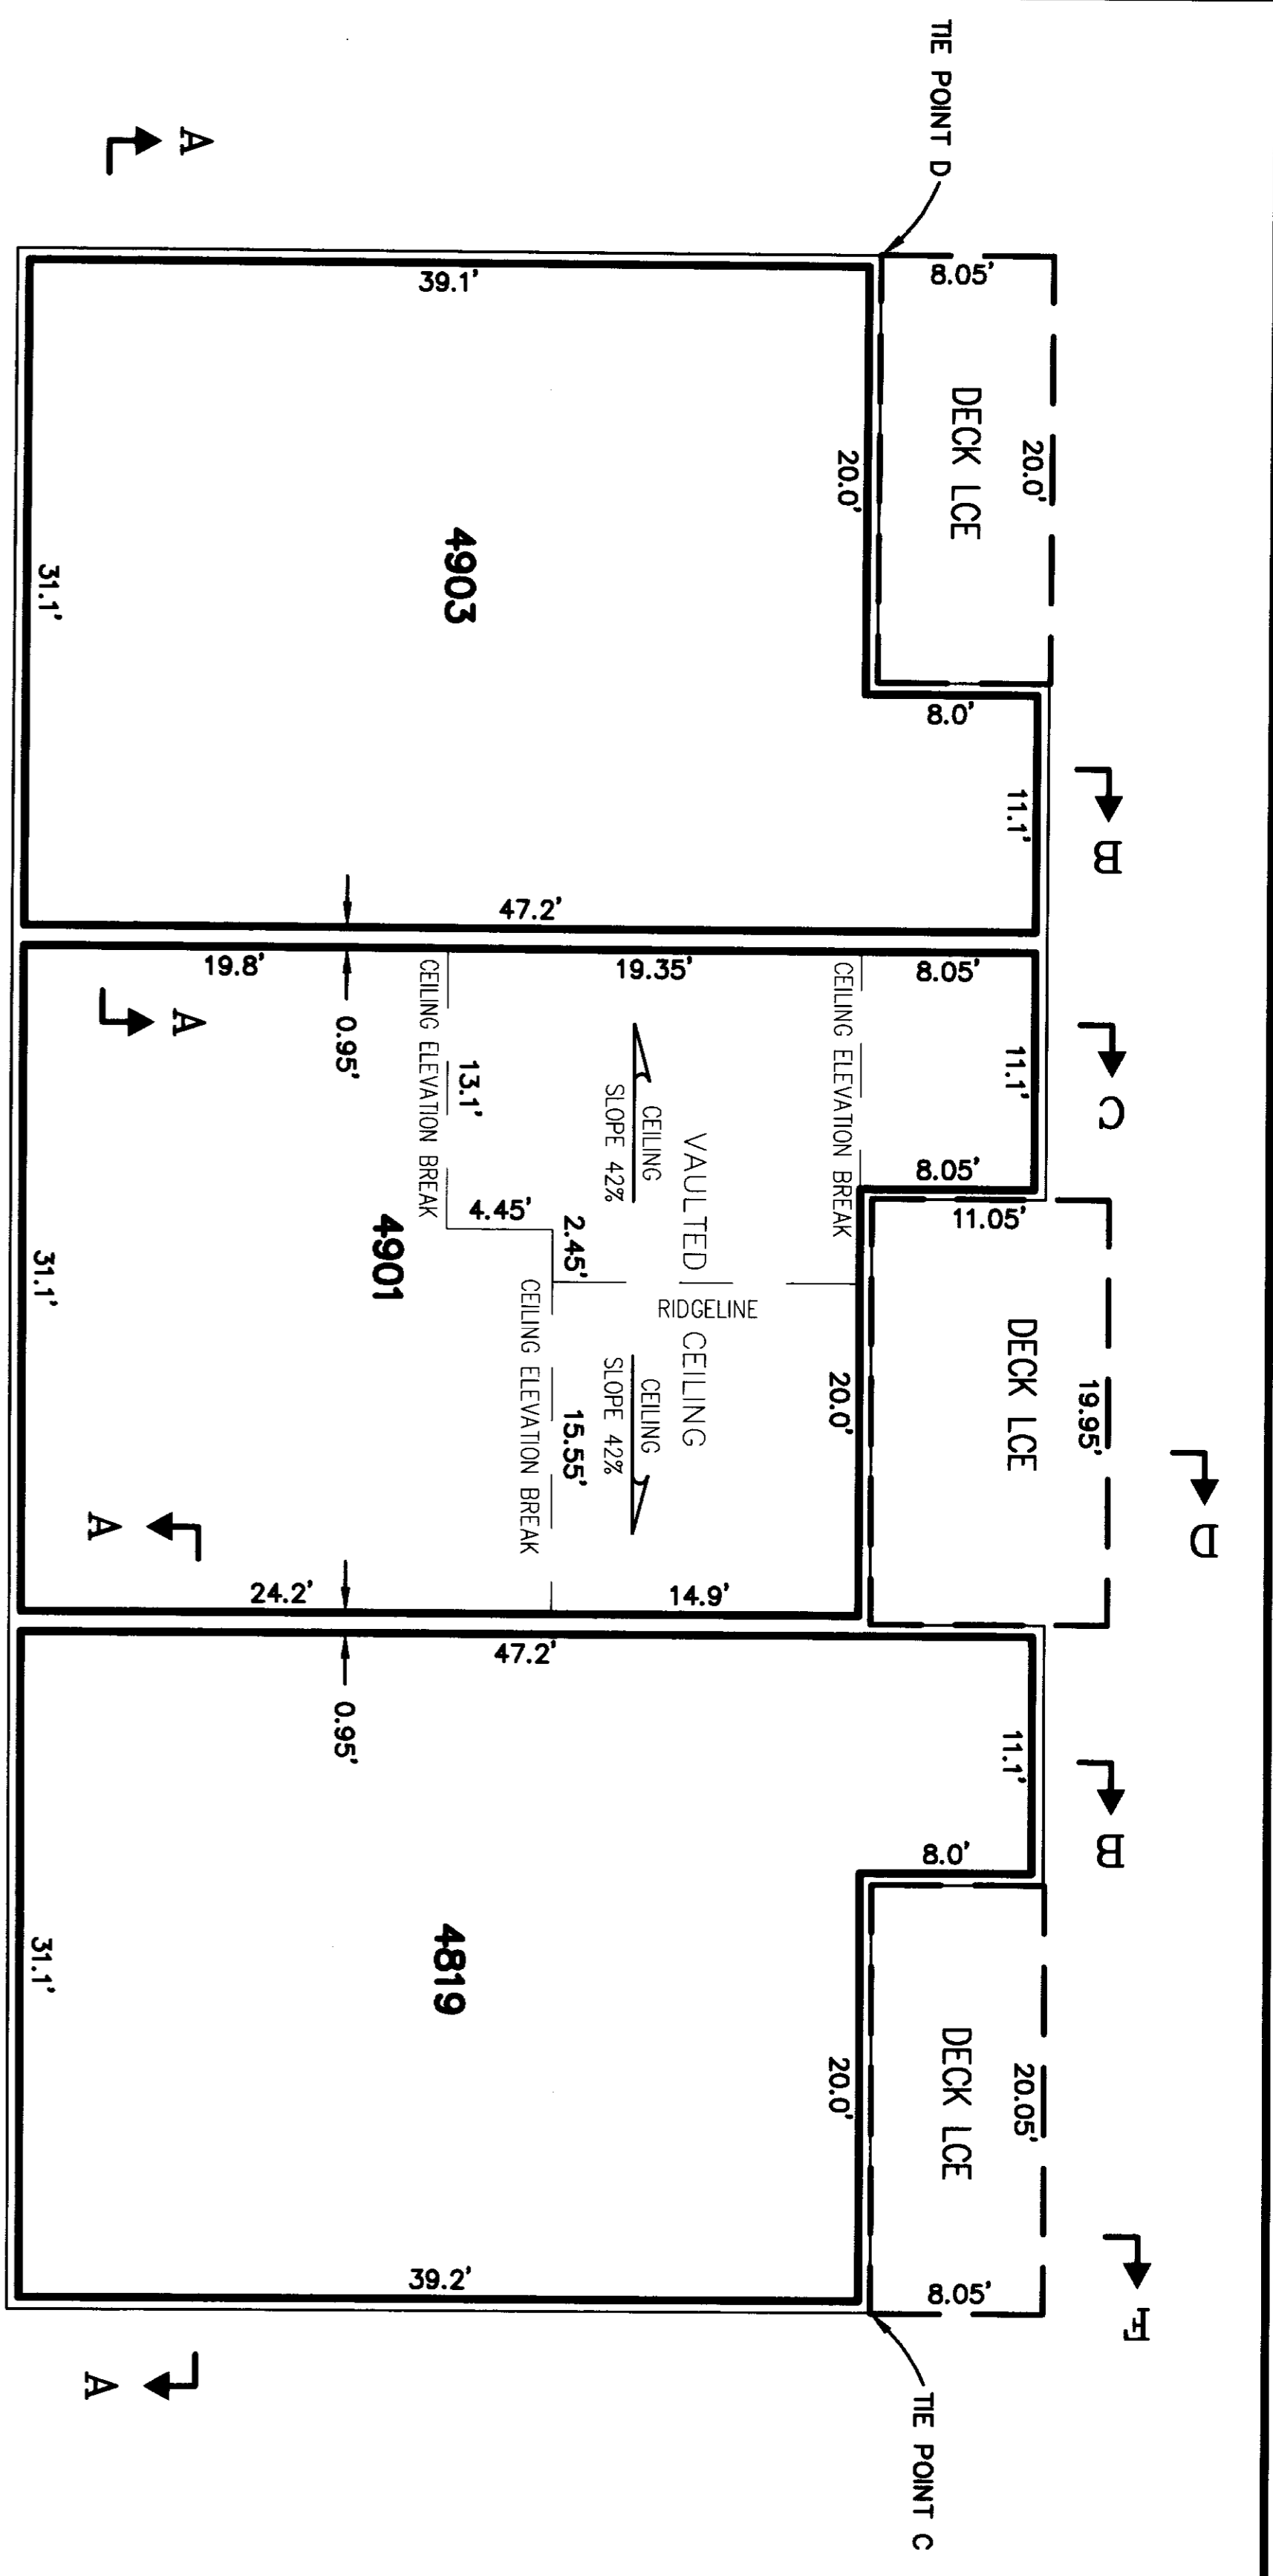 TIE POINT D
A
8.05'
DECK LCE
20.0'
39.1'
20.0'
4903
31.1'
8.0'
11.1'
B
47.2'
19.8'
CEILING ELEVATION BREAK
19.35'
CEILING ELEVATION BREAK
8.05'
A
0.95'
13.1'
11.1'
C
CEILING
SLOPE 42%
VAULTED
8.05'
4.45'
2.45'
11.05'
4901
31.1'
RIDGELINE
CEILING
CEILING ELEVATION BREAK
CEILING
SLOPE 42%
15.55'
20.0'
DECK LCE
19.95'
D
A
24.2'
14.9'
47.2'
0.95'
11.1'
B
8.0'
4819
31.1'
20.0'
DECK LCE
20.05'
39.2'
8.05'
F
A
TIE POINT C